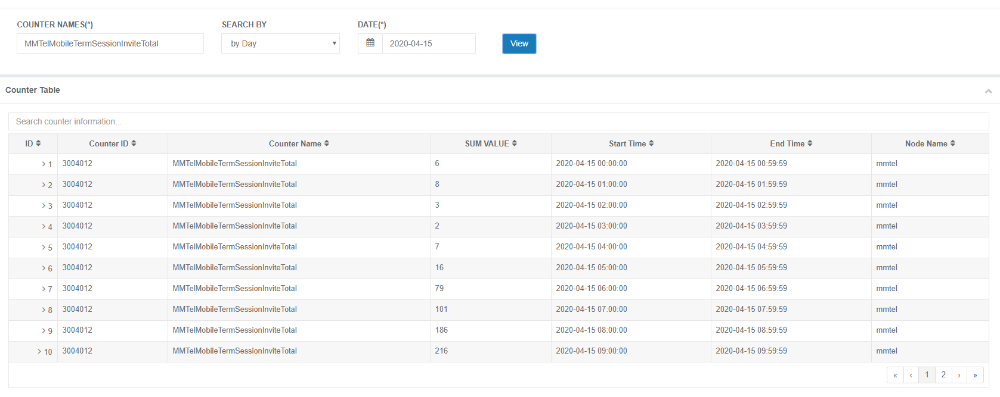 COUNTER NAMES(*) SEARCH BY DATE(*)
MMTelMobileTermSessionInviteTotal by Day 2020-04-15 View
Counter Table
Search counter information...
ID Counter ID Counter Name SUM VALUE Start Time End Time Node Name
> 1 3004012 MMTelMobileTermSessionInviteTotal 6 2020-04-15 00:00:00 2020-04-15 00:59:59 mmtel
> 2 3004012 MMTelMobileTermSessionInviteTotal 8 2020-04-15 01:00:00 2020-04-15 01:59:59 mmtel
> 3 3004012 MMTelMobileTermSessionInviteTotal 3 2020-04-15 02:00:00 2020-04-15 02:59:59 mmtel
> 4 3004012 MMTelMobileTermSessionInviteTotal 2 2020-04-15 03:00:00 2020-04-15 03:59:59 mmtel
> 5 3004012 MMTelMobileTermSessionInviteTotal 7 2020-04-15 04:00:00 2020-04-15 04:59:59 mmtel
> 6 3004012 MMTelMobileTermSessionInviteTotal 16 2020-04-15 05:00:00 2020-04-15 05:59:59 mmtel
> 7 3004012 MMTelMobileTermSessionInviteTotal 79 2020-04-15 06:00:00 2020-04-15 06:59:59 mmtel
> 8 3004012 MMTelMobileTermSessionInviteTotal 101 2020-04-15 07:00:00 2020-04-15 07:59:59 mmtel
> 9 3004012 MMTelMobileTermSessionInviteTotal 186 2020-04-15 08:00:00 2020-04-15 08:59:59 mmtel
> 10 3004012 MMTelMobileTermSessionInviteTotal 216 2020-04-15 09:00:00 2020-04-15 09:59:59 mmtel
« ‹ 1 2 › »